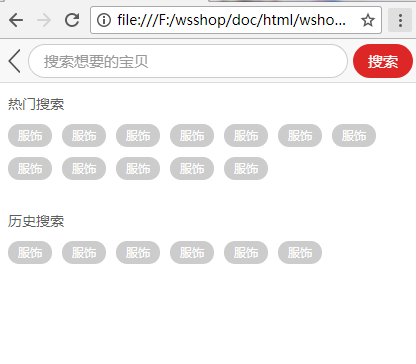 file:///F:/wsshop/doc/html/wsho...
搜索想要的宝贝 搜索
热门搜索
服饰 服饰 服饰 服饰 服饰 服饰 服饰
服饰 服饰 服饰 服饰 服饰
历史搜索
服饰 服饰 服饰 服饰 服饰 服饰